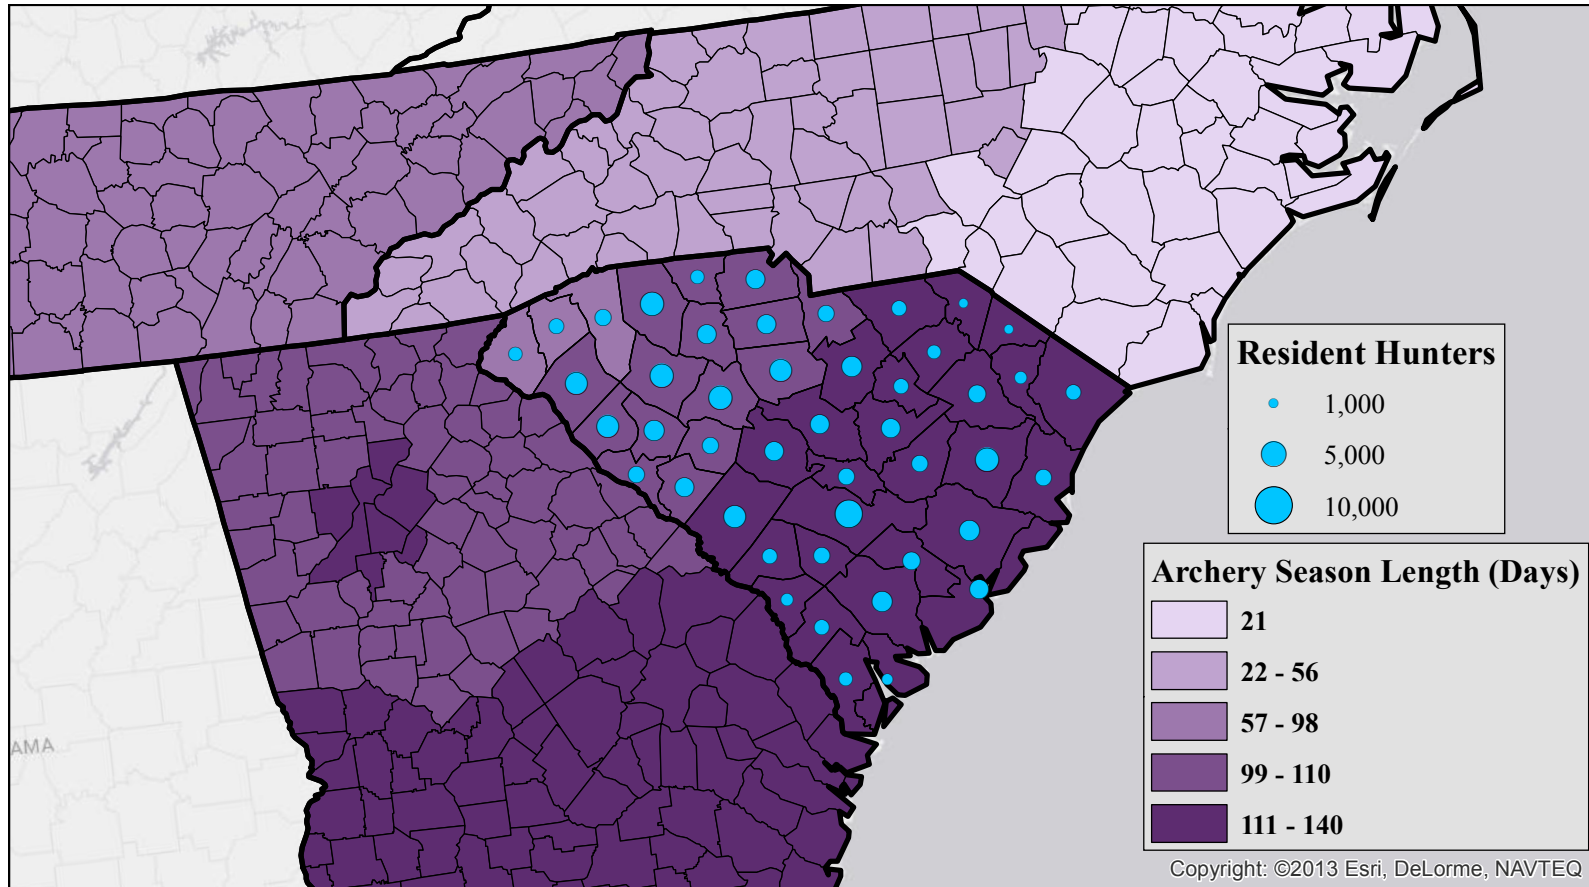 Resident Hunters
1,000
5,000
10,000
Archery Season Length (Days)
21
22 - 56
57 - 98
99 - 110
111 - 140
AMA
Copyright: ©2013 Esri, DeLorme, NAVTEQ